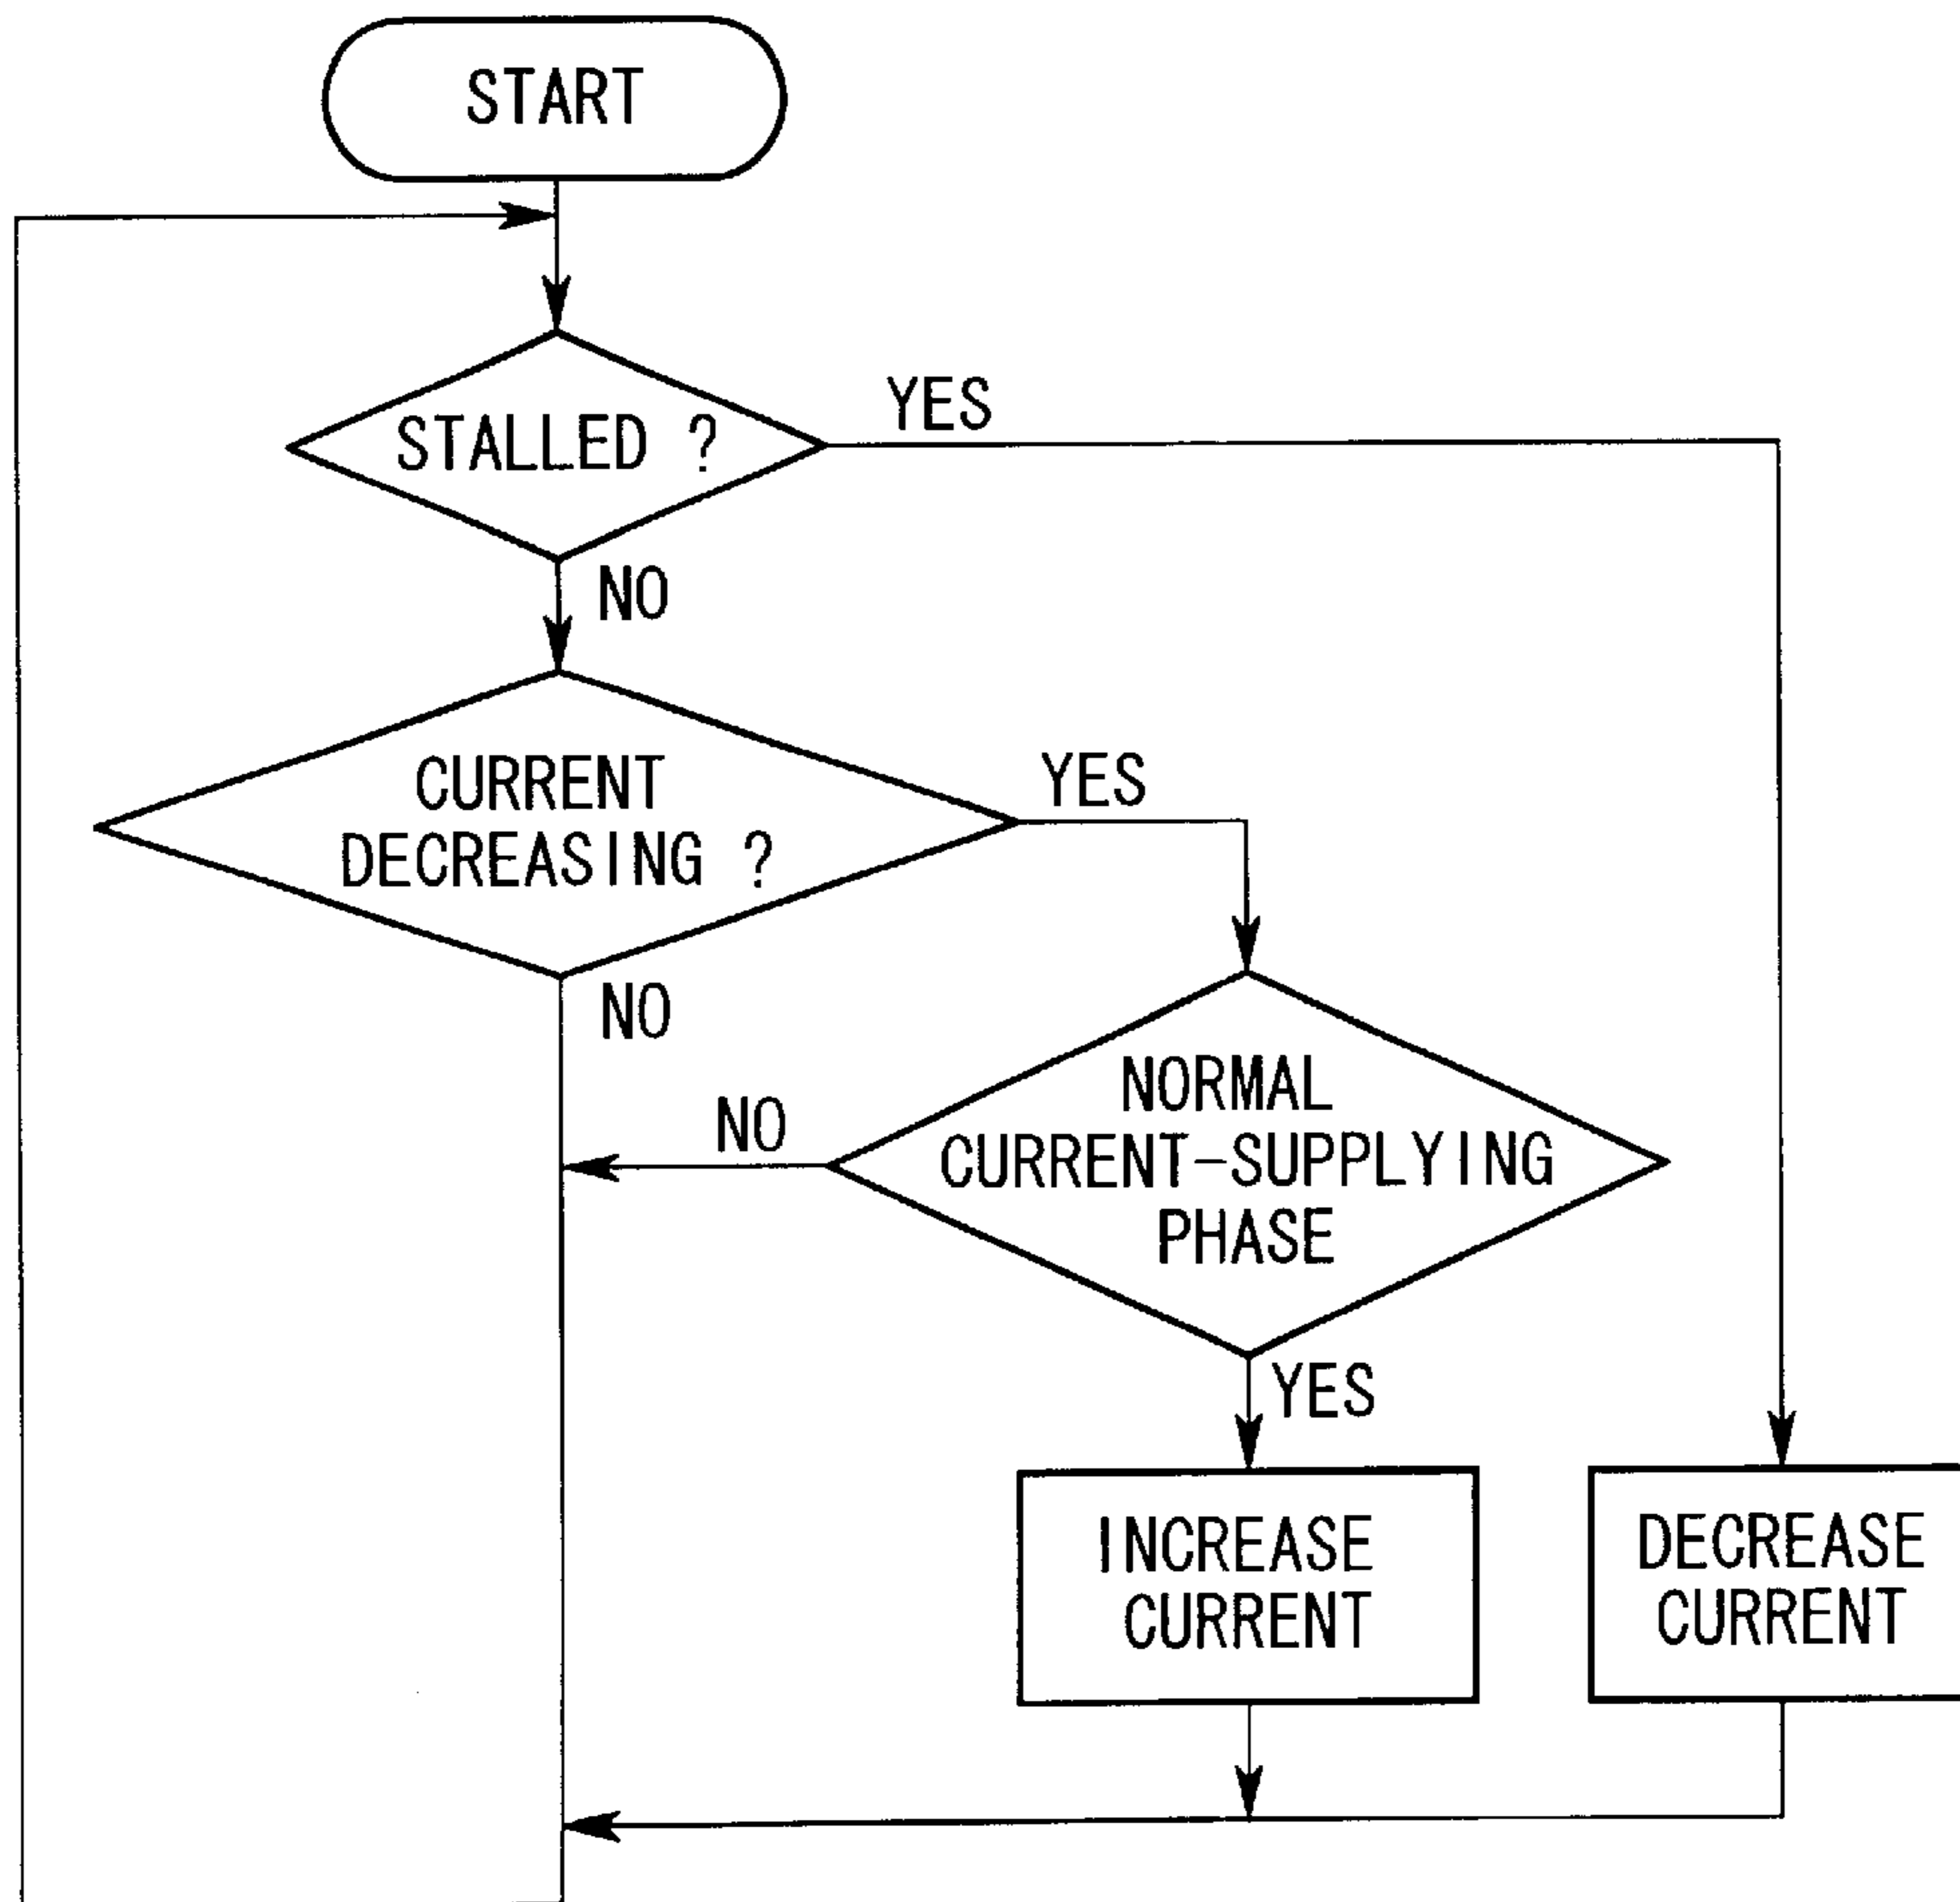 START
STALLED ?
YES
NO
CURRENT
DECREASING ?
YES
NO
NORMAL
CURRENT-SUPPLYING
PHASE
NO
YES
INCREASE
CURRENT
DECREASE
CURRENT